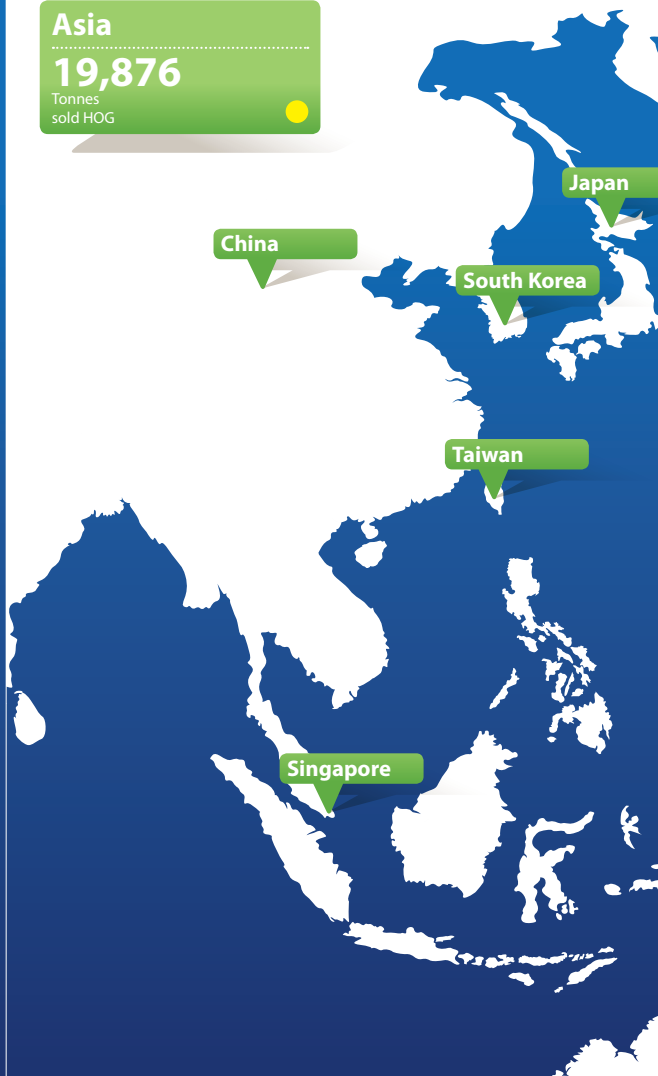 Asia
19,876
Tonnes
sold HOG
Japan
China
South Korea
Taiwan
Singapore